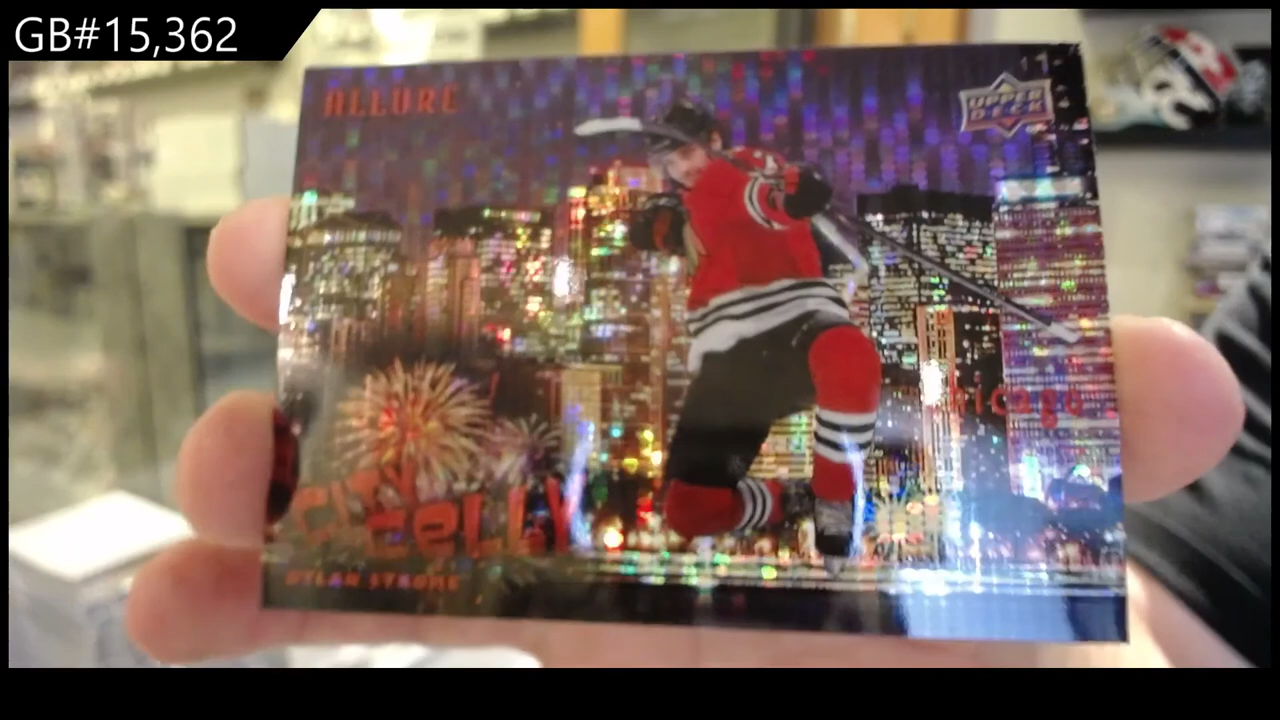 GB#15,362
ALLURE
UPPER
DECK
Chicago
CITY
CELLY
DYLAN STROME